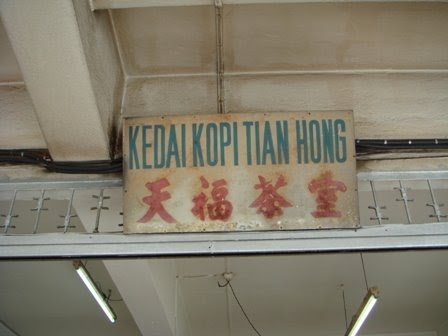 KEDAI KOPI TIAN HONG
天福茶室